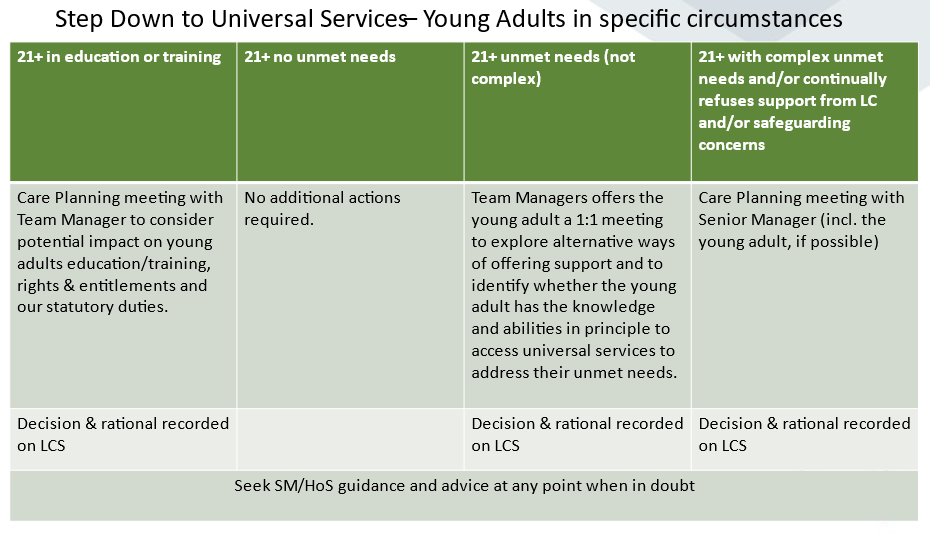 Step Down to Universal Services– Young Adults in specific circumstances
21+ in education or training
21+ no unmet needs
21+ unmet needs (not
complex)
21+ with complex unmet
needs and/or continually
refuses support from LC
and/or safeguarding
concerns
Care Planning meeting with
Team Manager to consider
potential impact on young
adults education/training,
rights & entitlements and
our statutory duties.
No additional actions
required.
Team Managers offers the
young adult a 1:1 meeting
to explore alternative ways
of offering support and to
identify whether the young
adult has the knowledge
and abilities in principle to
access universal services to
address their unmet needs.
Care Planning meeting with
Senior Manager (incl. the
young adult, if possible)
Decision & rational recorded
on LCS
Decision & rational recorded
on LCS
Decision & rational recorded
on LCS
Seek SM/HoS guidance and advice at any point when in doubt